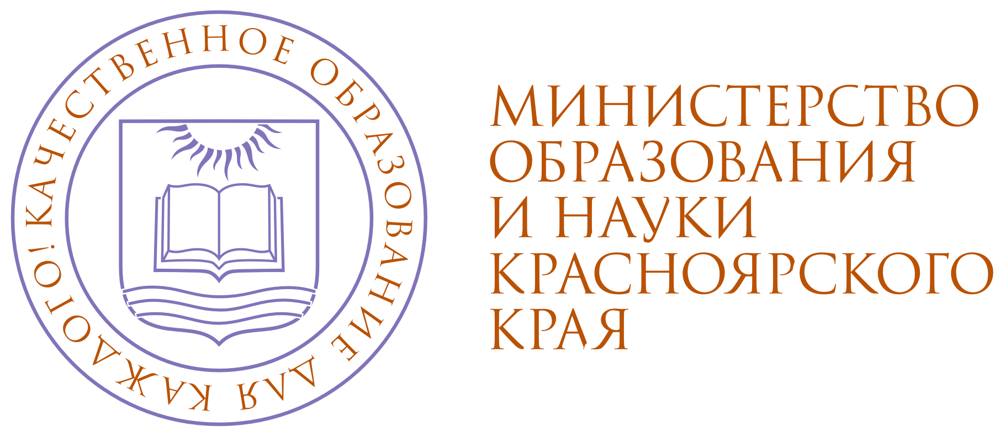 КАЧЕСТВЕННОЕ ОБРАЗОВАНИЕ ДЛЯ КАЖДОГО!
МИНИСТЕРСТВО
ОБРАЗОВАНИЯ
И НАУКИ
КРАСНОЯРСКОГО
КРАЯ